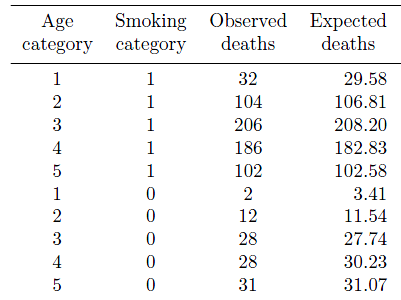 Age Smoking Observed Expected
category category deaths deaths
1 1 32 29.58
2 1 104 106.81
3 1 206 208.20
4 1 186 182.83
5 1 102 102.58
1 0 2 3.41
2 0 12 11.54
3 0 28 27.74
4 0 28 30.23
5 0 31 31.07